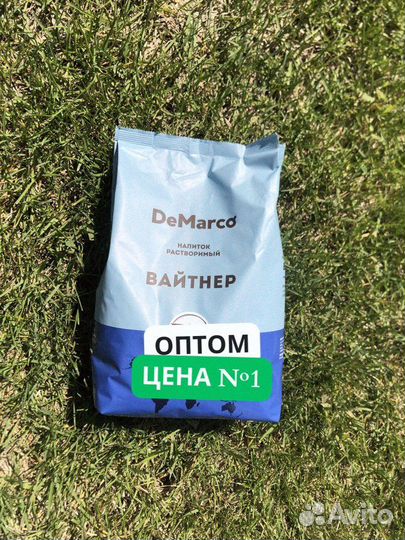 DeMarco
НАПИТОК
РАСТВОРИМЫЙ
ВАЙТНЕР
ОПТОМ
ЦЕНА №1
Avito